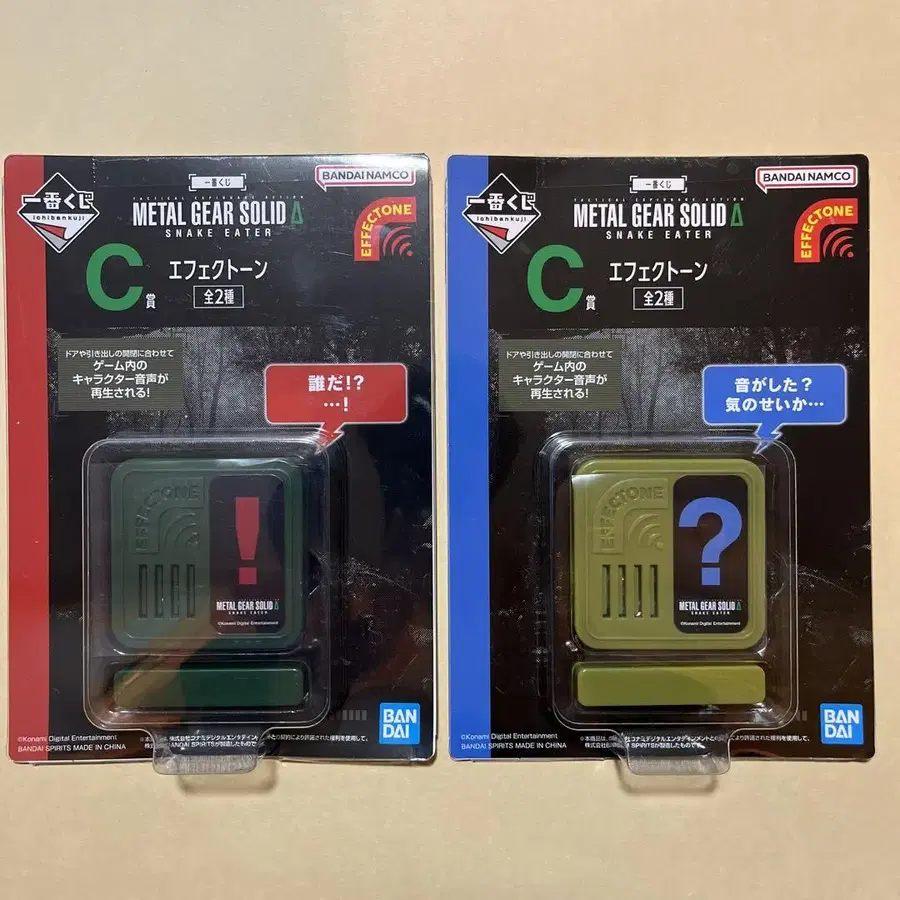 一番くじ
ichibankuji
一番くじ
BANDAI NAMCO
TACTICAL ESPIONAGE ACTION
METAL GEAR SOLID Δ
SNAKE EATER
EFFECTONE
C賞
エフェクトーン
全2種
ドアや引き出しの開閉に合わせて
ゲーム内の
キャラクター音声が
再生される!
誰だ!?
…!
EFFECTONE
!
METAL GEAR SOLID Δ
SNAKE EATER
©Konami Digital Entertainment
BAN
DAI
©Konami Digital Entertainment
BANDAI SPIRITS MADE IN CHINA
一番くじ
ichibankuji
一番くじ
BANDAI NAMCO
TACTICAL ESPIONAGE ACTION
METAL GEAR SOLID Δ
SNAKE EATER
EFFECTONE
C賞
エフェクトーン
全2種
ドアや引き出しの開閉に合わせて
ゲーム内の
キャラクター音声が
再生される!
音がした?
気のせいか…
EFFECTONE
?
METAL GEAR SOLID Δ
SNAKE EATER
©Konami Digital Entertainment
BAN
DAI
©Konami Digital Entertainment
BANDAI SPIRITS MADE IN CHINA